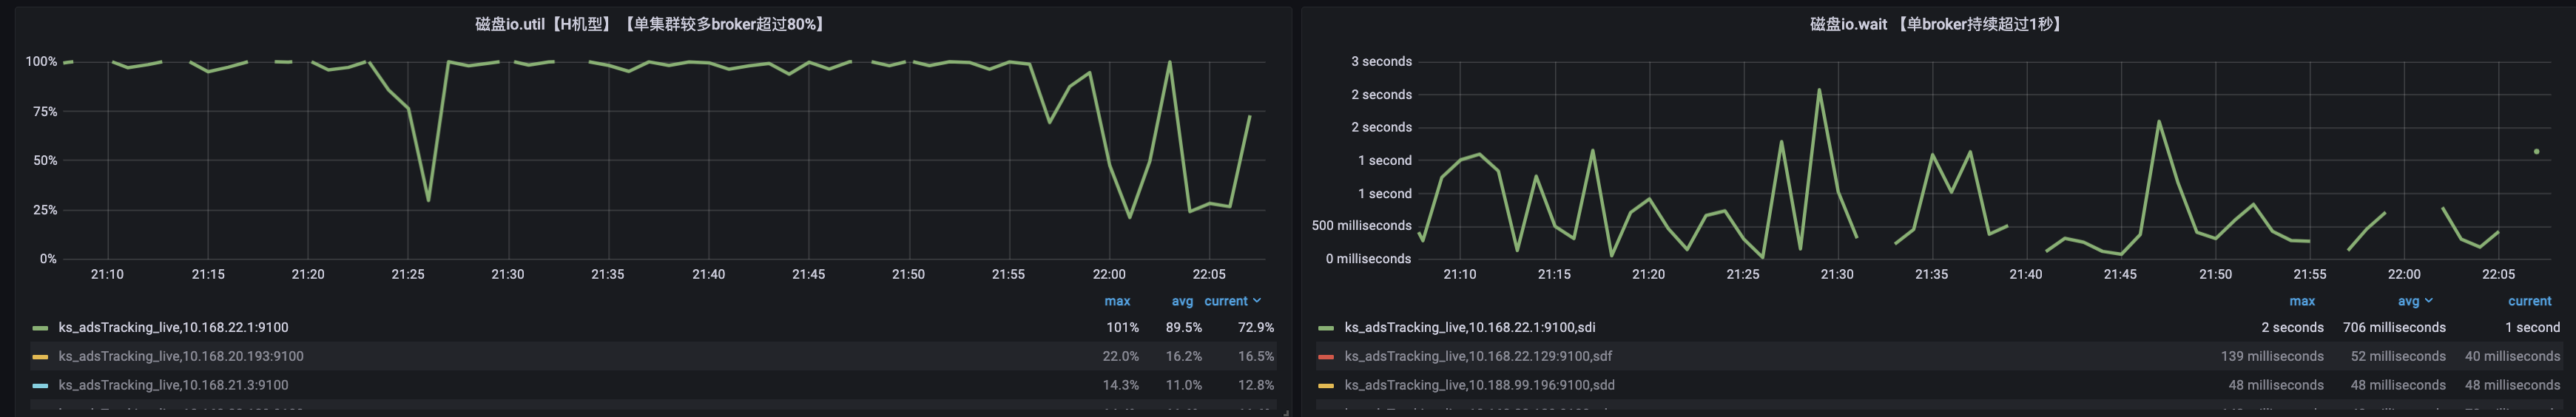 磁盘io.util【H机型】【单集群较多broker超过80%】
100%
75%
50%
25%
0%
21:10 21:15 21:20 21:25 21:30 21:35 21:40 21:45 21:50 21:55 22:00 22:05
max avg current
ks_adsTracking_live,10.168.22.1:9100 101% 89.5% 72.9%
ks_adsTracking_live,10.168.20.193:9100 22.0% 16.2% 16.5%
ks_adsTracking_live,10.168.21.3:9100 14.3% 11.0% 12.8%
磁盘io.wait 【单broker持续超过1秒】
3 seconds
2 seconds
2 seconds
1 second
1 second
500 milliseconds
0 milliseconds
21:10 21:15 21:20 21:25 21:30 21:35 21:40 21:45 21:50 21:55 22:00 22:05
max avg current
ks_adsTracking_live,10.168.22.1:9100,sdi 2 seconds 706 milliseconds 1 second
ks_adsTracking_live,10.168.22.129:9100,sdf 139 milliseconds 52 milliseconds 40 milliseconds
ks_adsTracking_live,10.188.99.196:9100,sdd 48 milliseconds 48 milliseconds 48 milliseconds